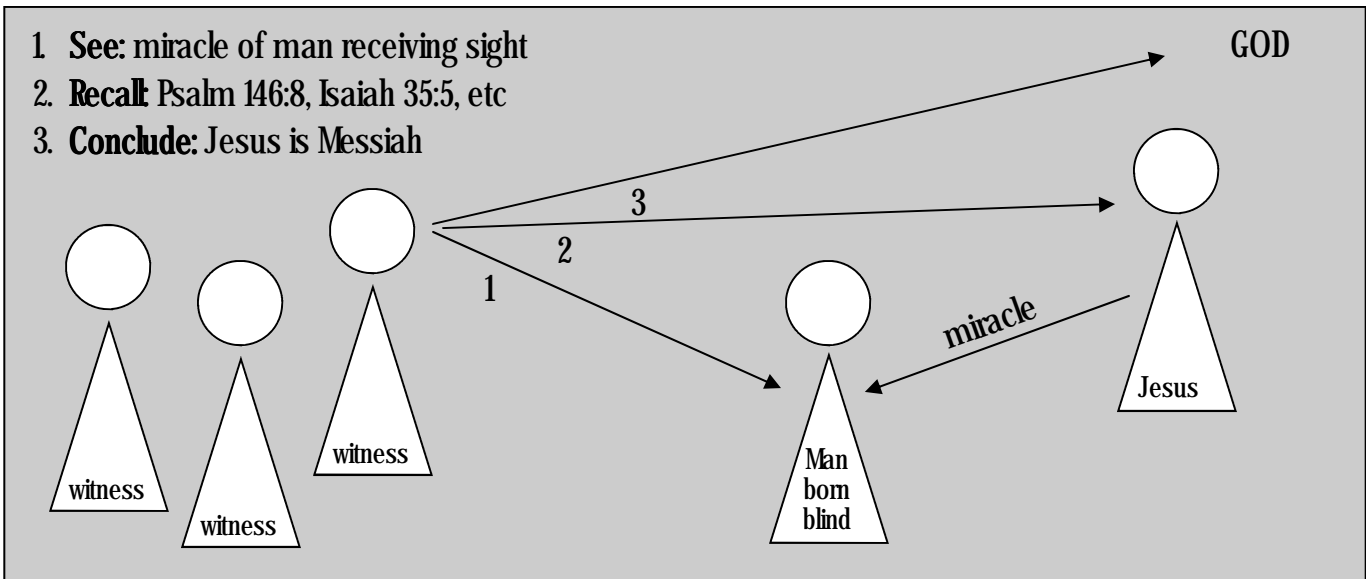 1. See: miracle of man receiving sight
2. Recall: Psalm 146:8, Isaiah 35:5, etc
3. Conclude: Jesus is Messiah
GOD
3
2
1
miracle
Jesus
witness
witness
witness
Man
born
blind